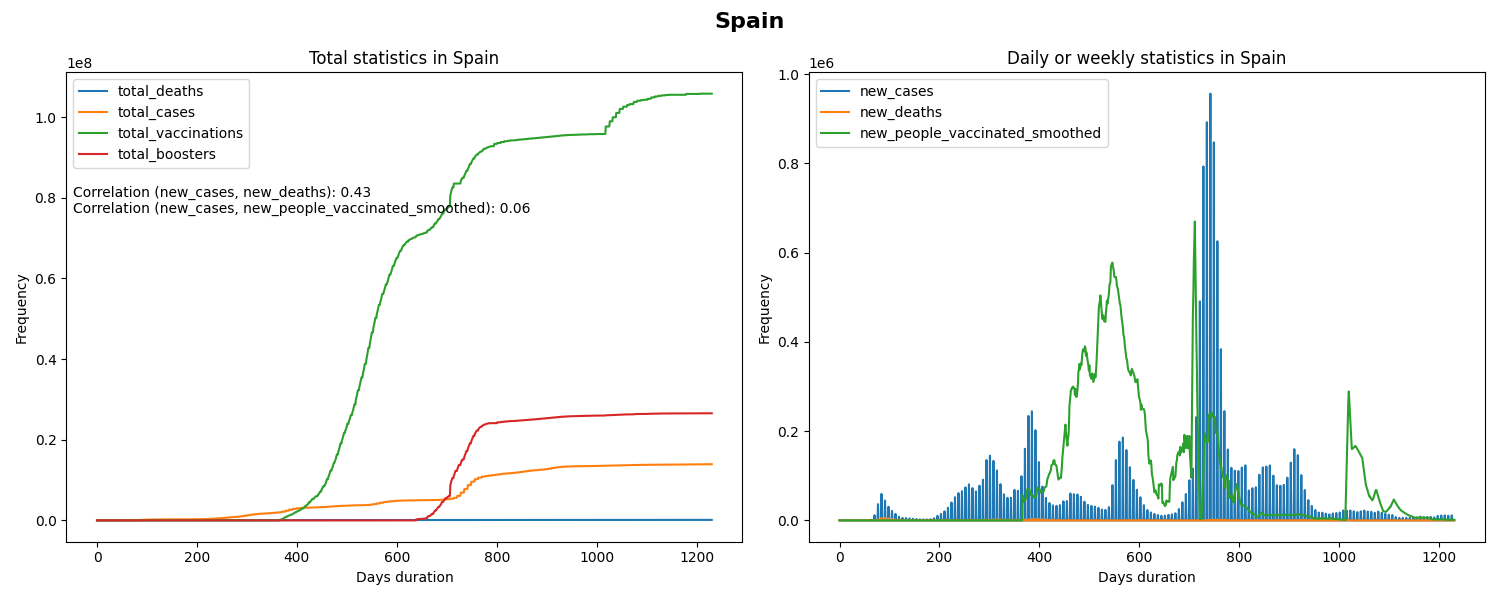 Spain
Total statistics in Spain
1e8
total_deaths
total_cases
total_vaccinations
total_boosters
Correlation (new_cases, new_deaths): 0.43
Correlation (new_cases, new_people_vaccinated_smoothed): 0.06
1.0
0.8
0.6
0.4
0.2
0.0
Frequency
0 200 400 600 800 1000 1200
Days duration
Daily or weekly statistics in Spain
1e6
new_cases
new_deaths
new_people_vaccinated_smoothed
1.0
0.8
0.6
0.4
0.2
0.0
Frequency
0 200 400 600 800 1000 1200
Days duration